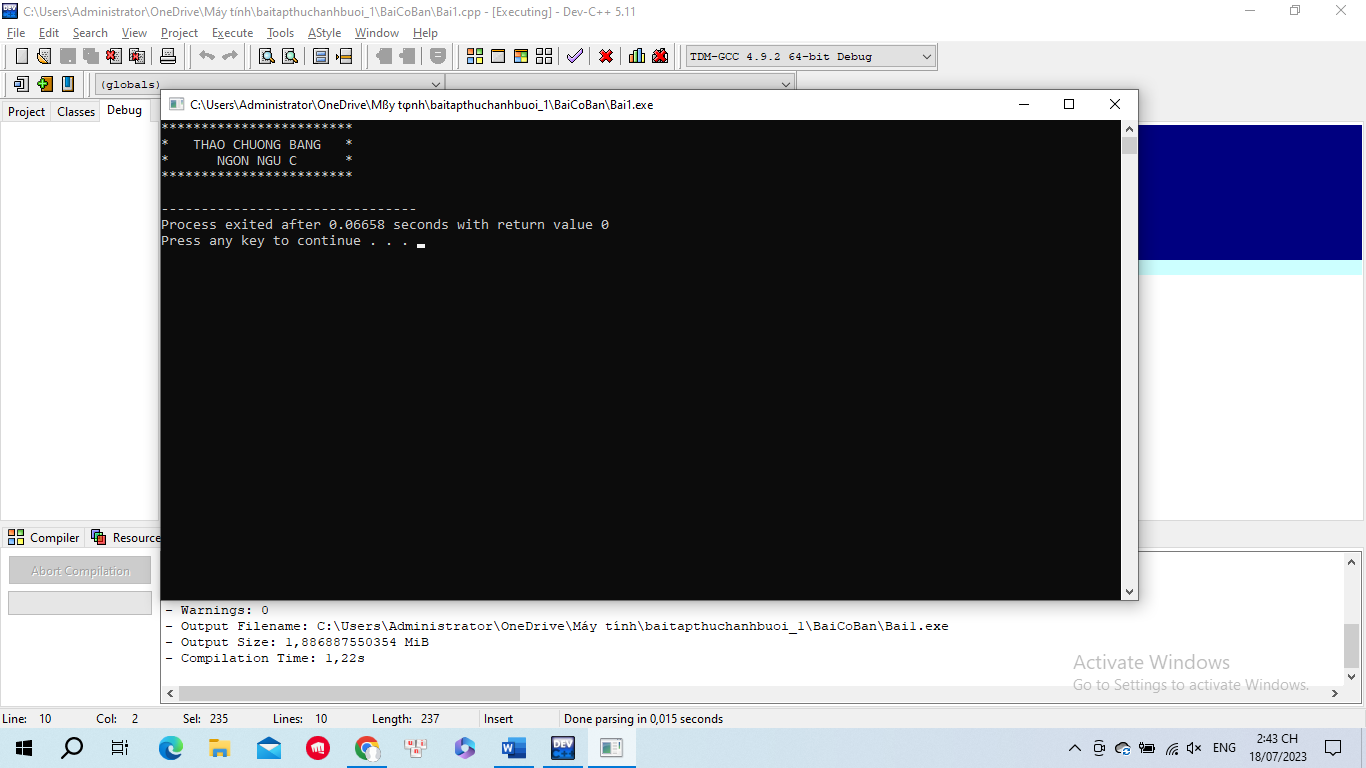 C:\Users\Administrator\OneDrive\Máy tính\baitapthuchanhbuoi_1\BaiCoBan\Bai1.cpp - [Executing] - Dev-C++ 5.11
File Edit Search View Project Execute Tools AStyle Window Help
TDM-GCC 4.9.2 64-bit Debug
(globals)
Project Classes Debug
C:\Users\Administrator\OneDrive\Mßy tφnh\baitapthuchanhbuoi_1\BaiCoBan\Bai1.exe
************************
*   THAO CHUONG BANG   *
*      NGON NGU C      *
************************
--------------------------------
Process exited after 0.06658 seconds with return value 0
Press any key to continue . . .
Compiler Resource
Abort Compilation
- Warnings: 0
- Output Filename: C:\Users\Administrator\OneDrive\Máy tính\baitapthuchanhbuoi_1\BaiCoBan\Bai1.exe
- Output Size: 1,886887550354 MiB
- Compilation Time: 1,22s
Activate Windows
Go to Settings to activate Windows.
Line: 10 Col: 2 Sel: 235 Lines: 10 Length: 237 Insert Done parsing in 0,015 seconds
ENG
2:43 CH
18/07/2023